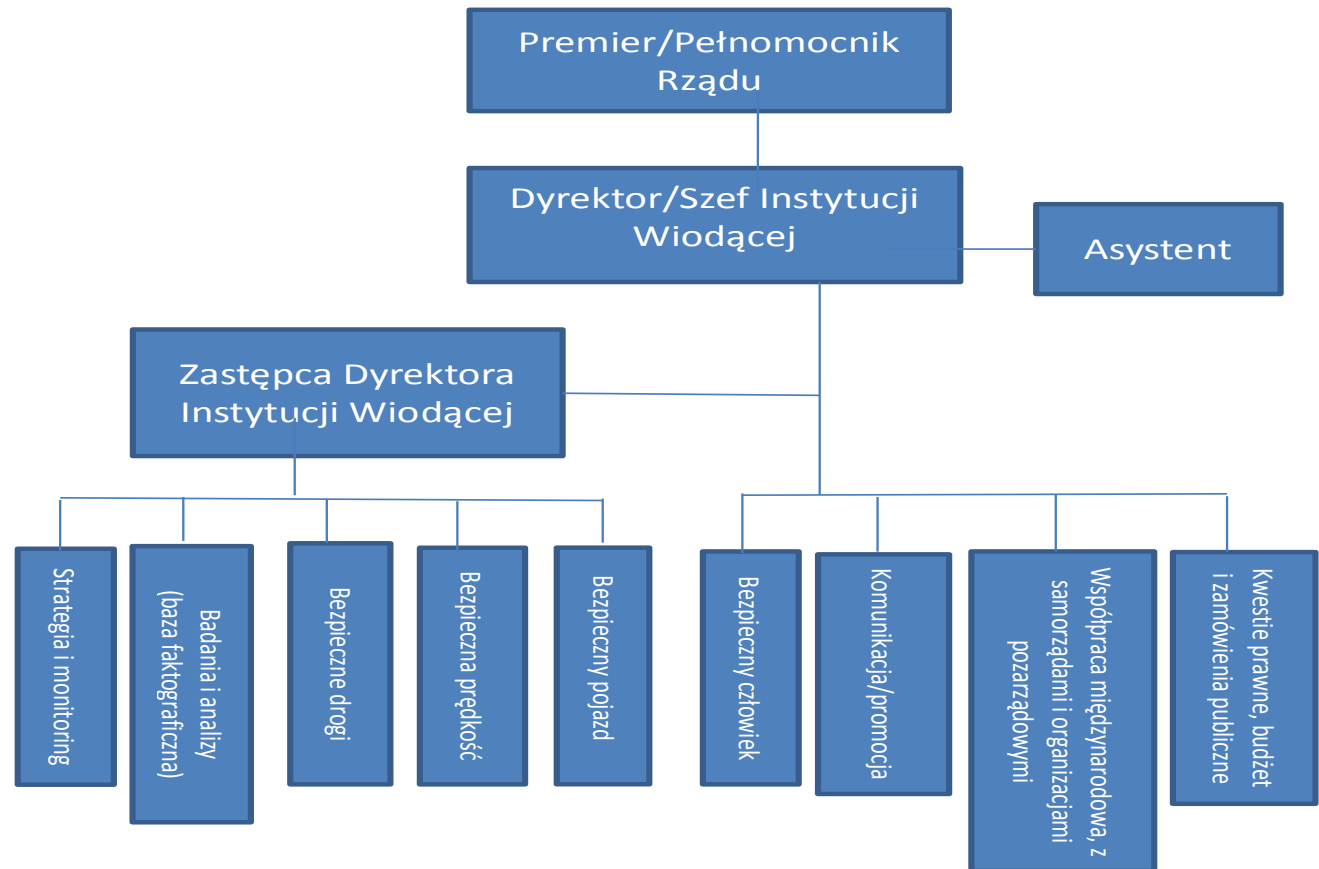 Premier/Pełnomocnik
Rządu
Dyrektor/Szef Instytucji
Wiodącej
Asystent
Zastępca Dyrektora
Instytucji Wiodącej
Strategia i monitoring
Badania i analizy
(baza faktograficzna)
Bezpieczne drogi
Bezpieczna prędkość
Bezpieczny pojazd
Bezpieczny człowiek
Komunikacja/promocja
Współpraca międzynarodowa, z
samorządami i organizacjami
pozarządowymi
Kwestie prawne, budżet
i zamówienia publiczne